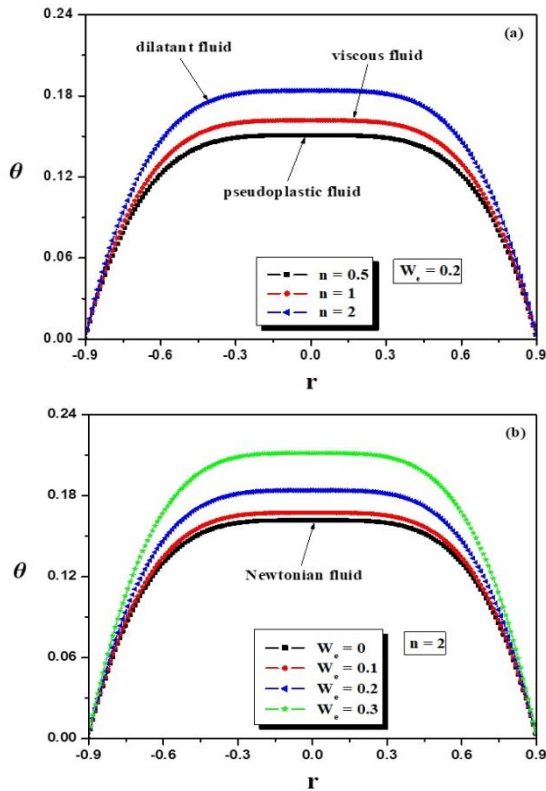 0.24
(a)
dilatant fluid
viscous fluid
0.18
θ
0.12
pseudoplastic fluid
0.06
n = 0.5
n = 1
n = 2
We = 0.2
0.00
-0.9 -0.6 -0.3 0.0 0.3 0.6 0.9
r
0.24
(b)
0.18
θ
0.12
Newtonian fluid
0.06
We = 0
We = 0.1
We = 0.2
We = 0.3
n = 2
0.00
-0.9 -0.6 -0.3 0.0 0.3 0.6 0.9
r